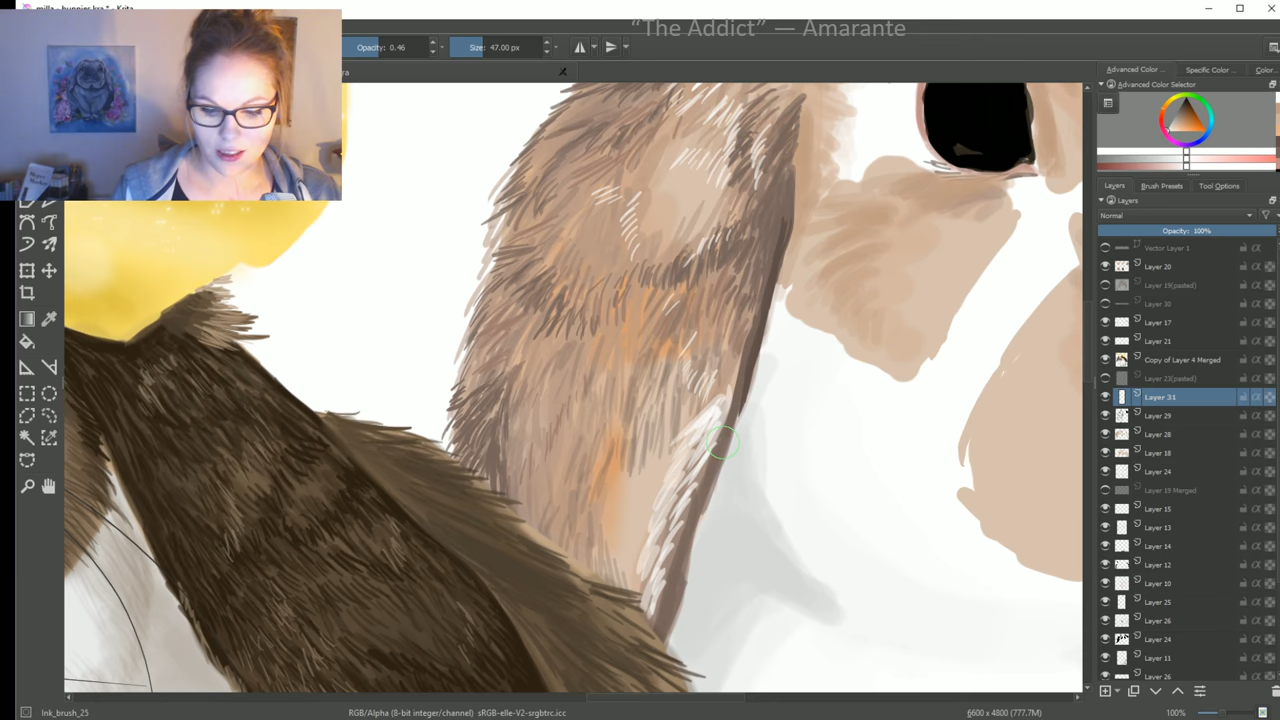 milla - bunnies.kra * - Krita
"The Addict" — Amarante
Opacity: 0.46
Size: 47.00 px
Advanced Color ...
Specific Color ...
Color...
Advanced Color Selector
Layers
Brush Presets
Tool Options
Layers
Normal
Opacity: 100%
Vector Layer 1
Layer 20
Layer 19(pasted)
Layer 30
Layer 17
Layer 21
Copy of Layer 4 Merged
Layer 23(pasted)
Layer 31
Layer 29
Layer 28
Layer 18
Layer 24
Layer 19 Merged
Layer 15
Layer 13
Layer 14
Layer 12
Layer 10
Layer 25
Layer 26
Layer 24
Layer 11
Layer 26
Ink_brush_25
RGB/Alpha (8-bit integer/channel) sRGB-elle-V2-srgbtrc.icc
6600 x 4800 (777.7M)
100%